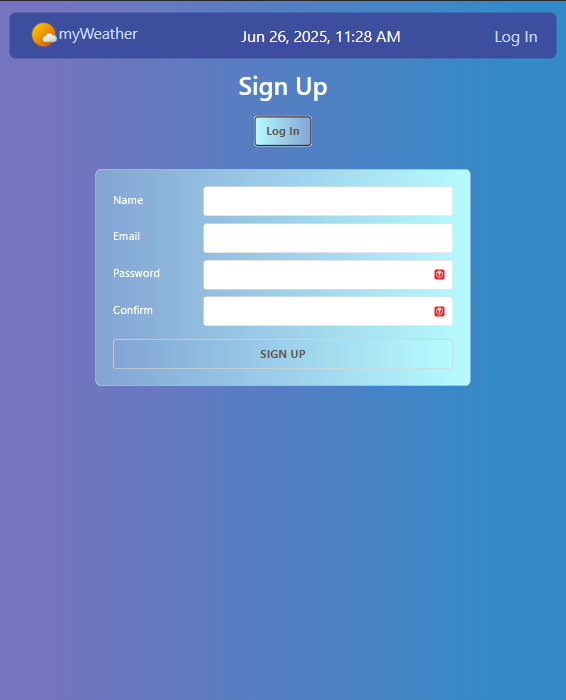 myWeather
Jun 26, 2025, 11:28 AM
Log In
Sign Up
Log In
Name
Email
Password
Confirm
SIGN UP